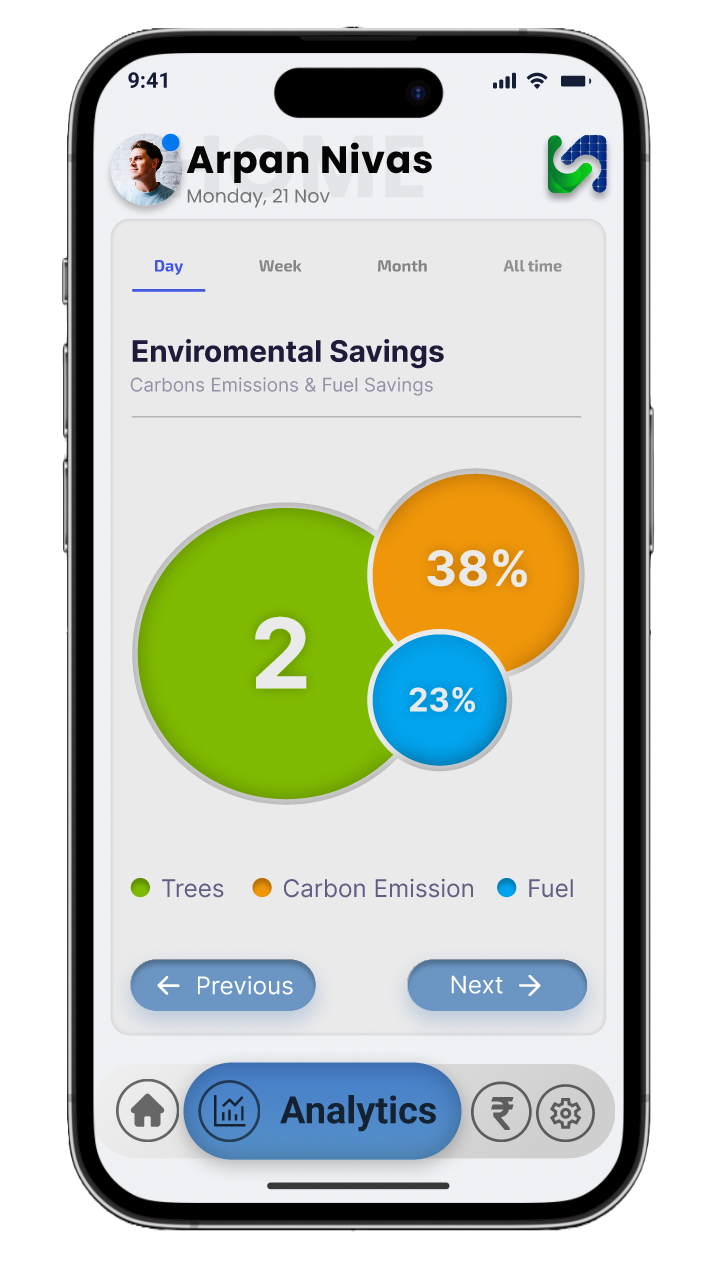 9:41
HOME
Arpan Nivas
Monday, 21 Nov
Day Week Month All time
Enviromental Savings
Carbons Emissions & Fuel Savings
38%
2
23%
Trees Carbon Emission Fuel
← Previous Next →
Analytics ₹